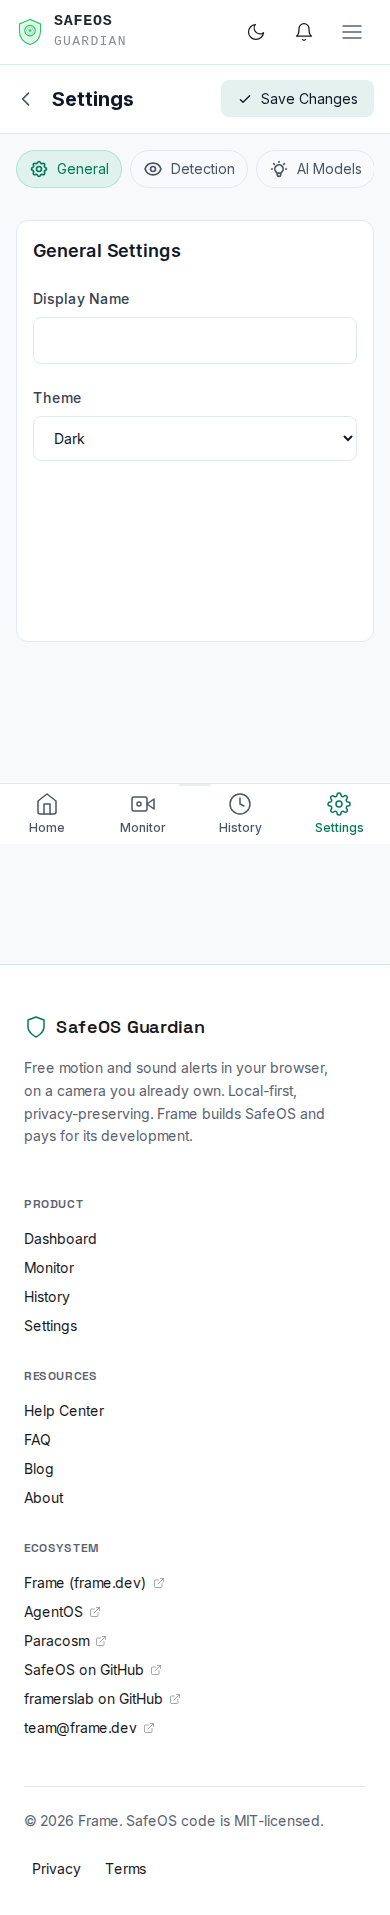 SAFEOS
GUARDIAN
Settings
Save Changes
General
Detection
AI Models
General Settings
Display Name
Theme
Dark
Home
Monitor
History
Settings
SafeOS Guardian
Free motion and sound alerts in your browser,
on a camera you already own. Local-first,
privacy-preserving. Frame builds SafeOS and
pays for its development.
PRODUCT
Dashboard
Monitor
History
Settings
RESOURCES
Help Center
FAQ
Blog
About
ECOSYSTEM
Frame (frame.dev)
AgentOS
Paracosm
SafeOS on GitHub
framerslab on GitHub
team@frame.dev
© 2026 Frame. SafeOS code is MIT-licensed.
Privacy
Terms